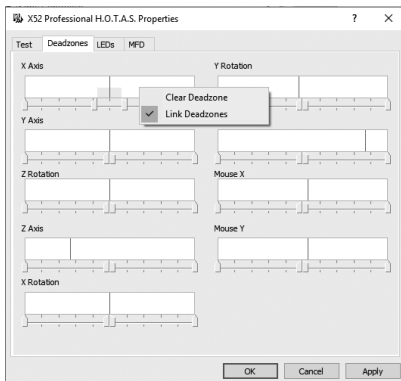 X52 Professional H.O.T.A.S. Properties
Test Deadzones LEDs MFD
X Axis Y Rotation
Clear Deadzone
Link Deadzones
Y Axis
Z Rotation Mouse X
Z Axis Mouse Y
X Rotation
OK Cancel Apply